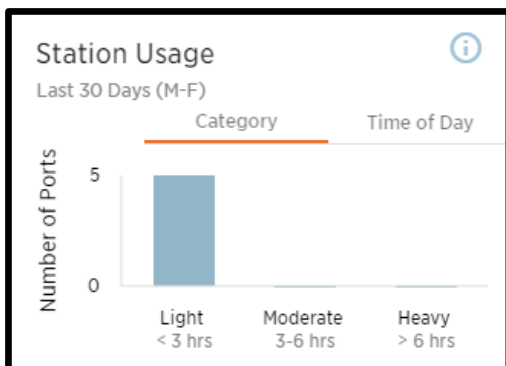 Station Usage
i
Last 30 Days (M-F)
Category Time of Day
Number of Ports
5
0
Light Moderate Heavy
< 3 hrs 3-6 hrs > 6 hrs